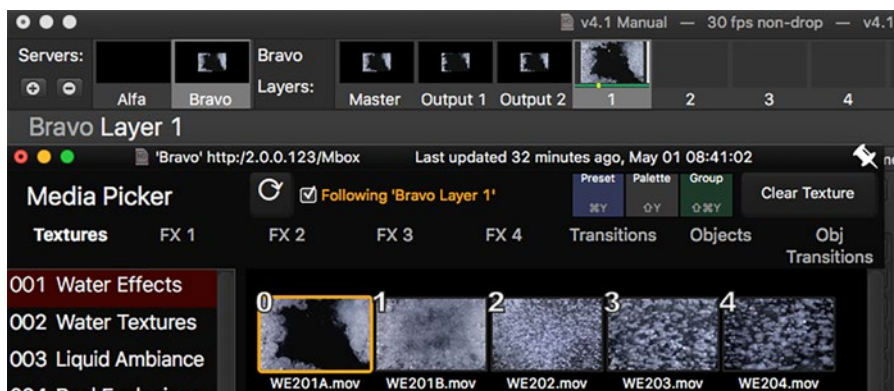 v4.1 Manual — 30 fps non-drop — v4.1
Servers:
Alfa
Bravo
Bravo
Layers:
Master
Output 1
Output 2
1
2
3
4
Bravo Layer 1
'Bravo' http:/2.0.0.123/Mbox
Last updated 32 minutes ago, May 01 08:41:02
Media Picker
Following 'Bravo Layer 1'
Preset
⌘Y
Palette
⇧Y
Group
⇧⌘Y
Clear Texture
Textures
FX 1
FX 2
FX 3
FX 4
Transitions
Objects
Obj
Transitions
001 Water Effects
002 Water Textures
003 Liquid Ambiance
0
1
2
3
4
WE201A.mov
WE201B.mov
WE202.mov
WE203.mov
WE204.mov